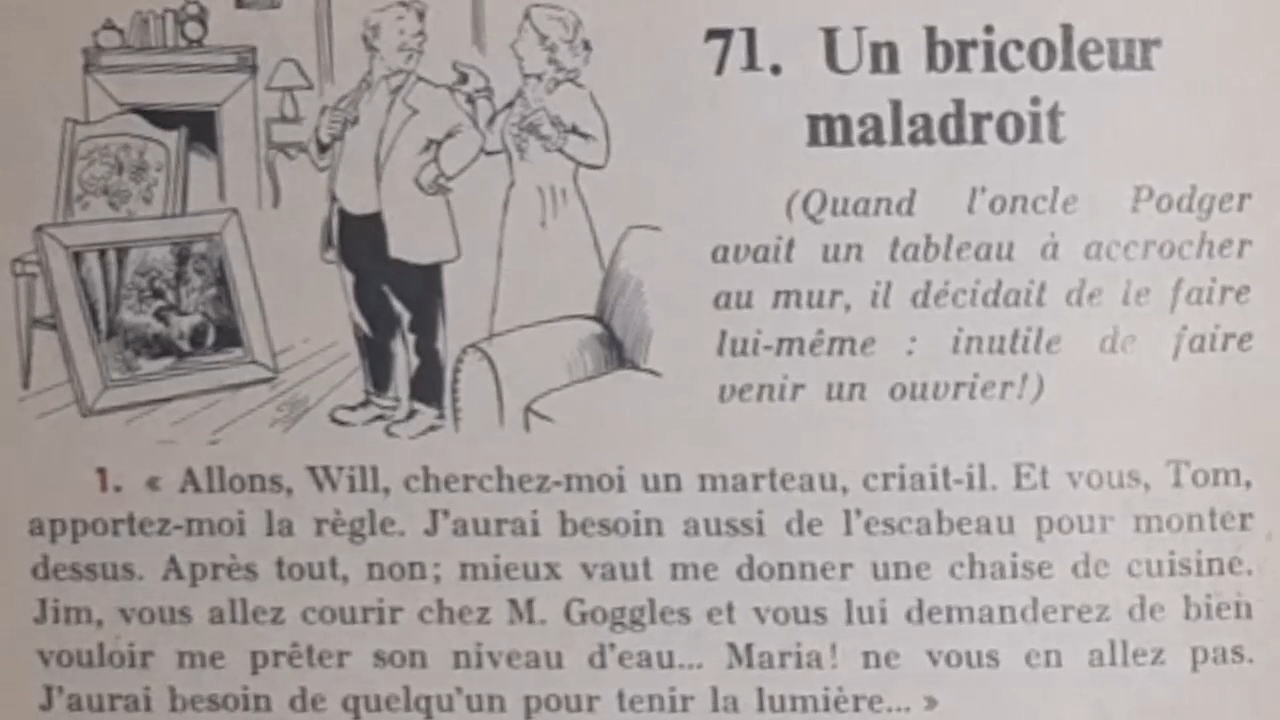 71. Un bricoleur
maladroit
(Quand l'oncle Podger
avait un tableau à accrocher
au mur, il décidait de le faire
lui-même : inutile de faire
venir un ouvrier!)
1. « Allons, Will, cherchez-moi un marteau, criait-il. Et vous, Tom,
apportez-moi la règle. J'aurai besoin aussi de l'escabeau pour monter
dessus. Après tout, non; mieux vaut me donner une chaise de cuisine.
Jim, vous allez courir chez M. Goggles et vous lui demanderez de bien
vouloir me prêter son niveau d'eau... Maria! ne vous en allez pas.
J'aurai besoin de quelqu'un pour tenir la lumière... »